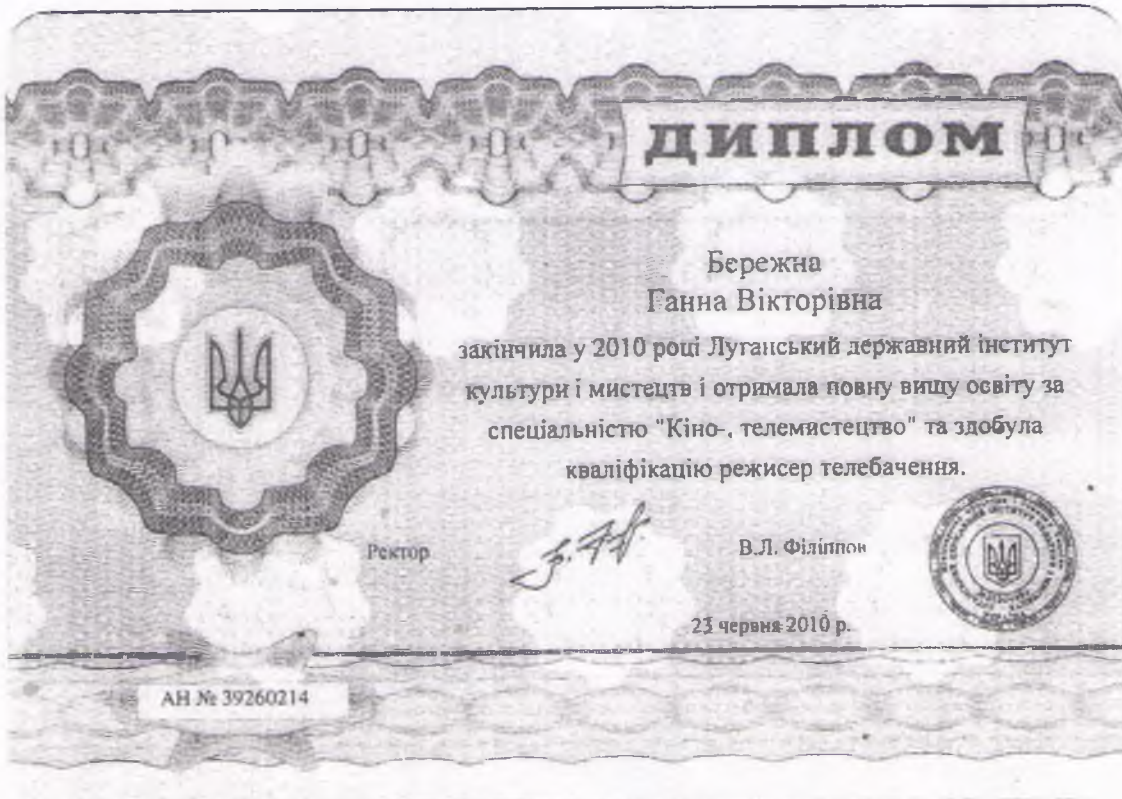 ДИПЛОМ
Бережна
Ганна Вікторівна
закінчила у 2010 році Луганський державний інститут
культури і мистецтв і отримала повну вищу освіту за
спеціальністю "Кіно-, телемистецтво" та здобула
кваліфікацію режисер телебачення.
Ректор В.Л. Філіппов
23 червня 2010 р.
АН № 39260214